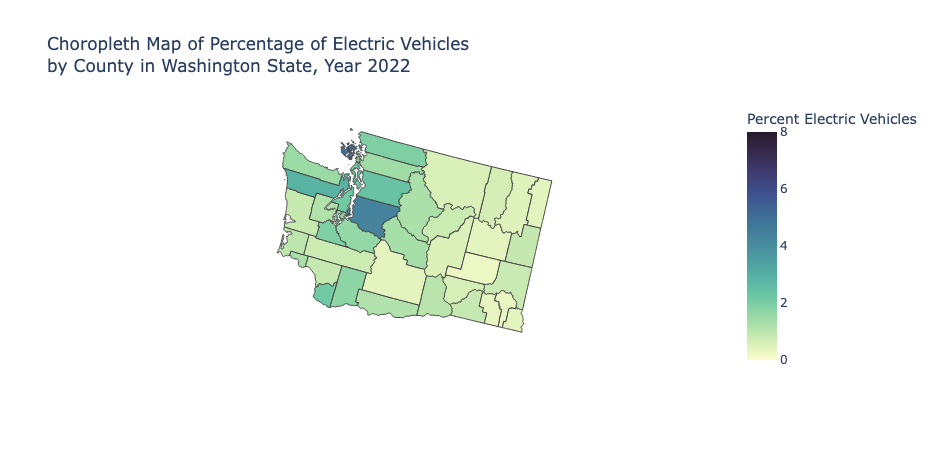 Choropleth Map of Percentage of Electric Vehicles
by County in Washington State, Year 2022
Percent Electric Vehicles
8
6
4
2
0